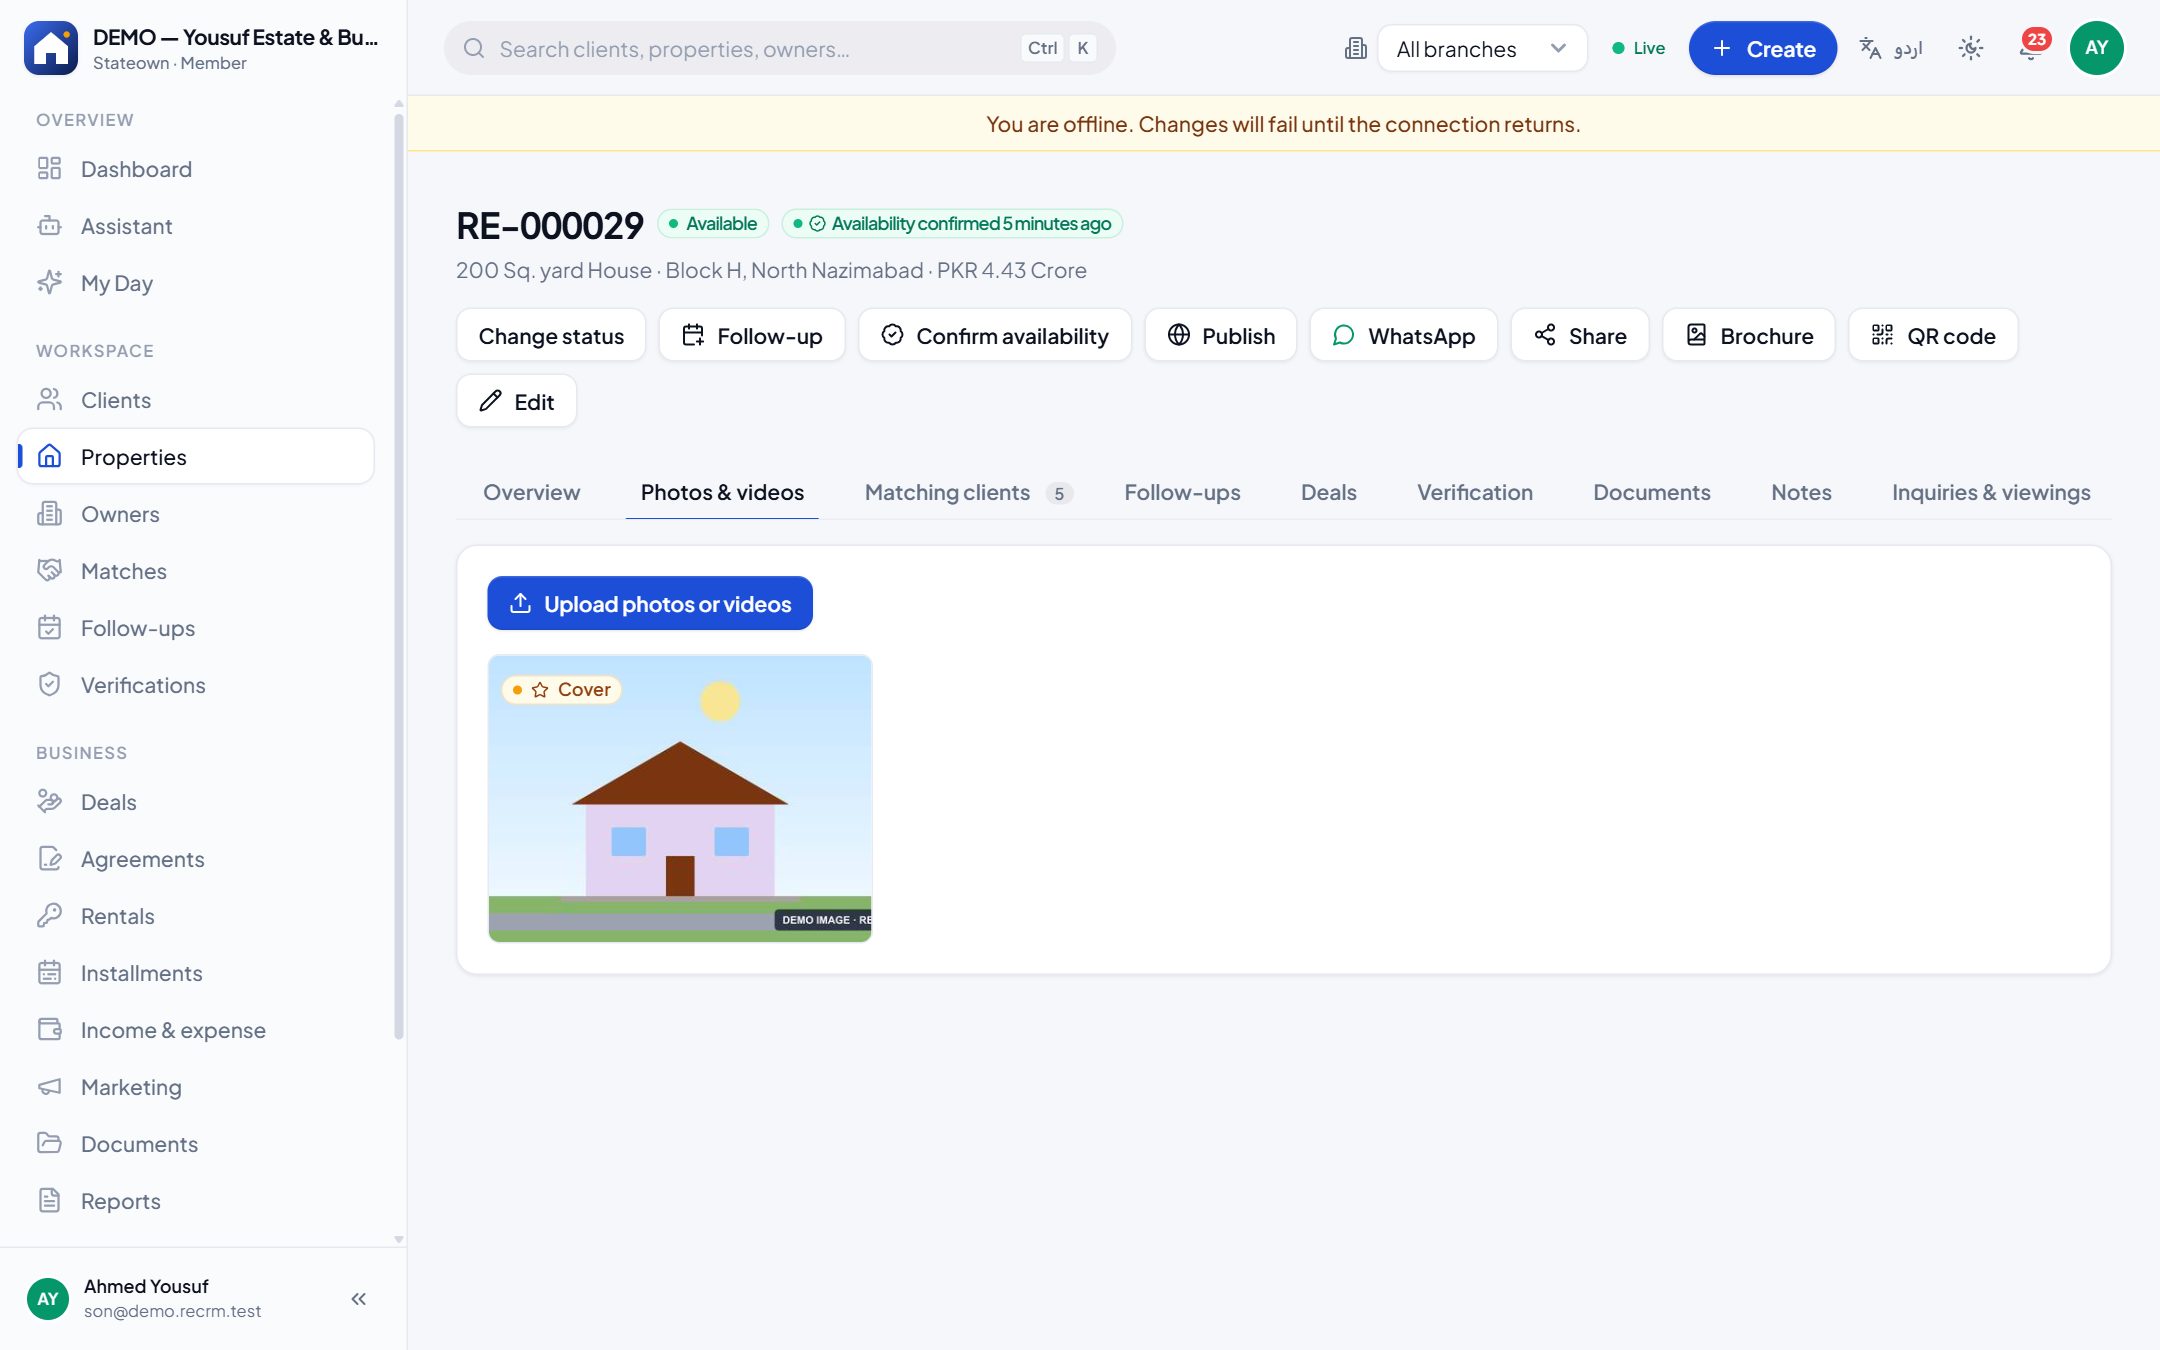 DEMO — Yousuf Estate & Bu...
Stateown · Member
Search clients, properties, owners...
Ctrl K
All branches
Live
Create
اردو
23
AY
You are offline. Changes will fail until the connection returns.
OVERVIEW
Dashboard
Assistant
My Day
WORKSPACE
Clients
Properties
Owners
Matches
Follow-ups
Verifications
BUSINESS
Deals
Agreements
Rentals
Installments
Income & expense
Marketing
Documents
Reports
AY
Ahmed Yousuf
son@demo.recrm.test
RE-000029
Available
Availability confirmed 5 minutes ago
200 Sq. yard House · Block H, North Nazimabad · PKR 4.43 Crore
Change status
Follow-up
Confirm availability
Publish
WhatsApp
Share
Brochure
QR code
Edit
Overview
Photos & videos
Matching clients 5
Follow-ups
Deals
Verification
Documents
Notes
Inquiries & viewings
Upload photos or videos
Cover
DEMO IMAGE · RE